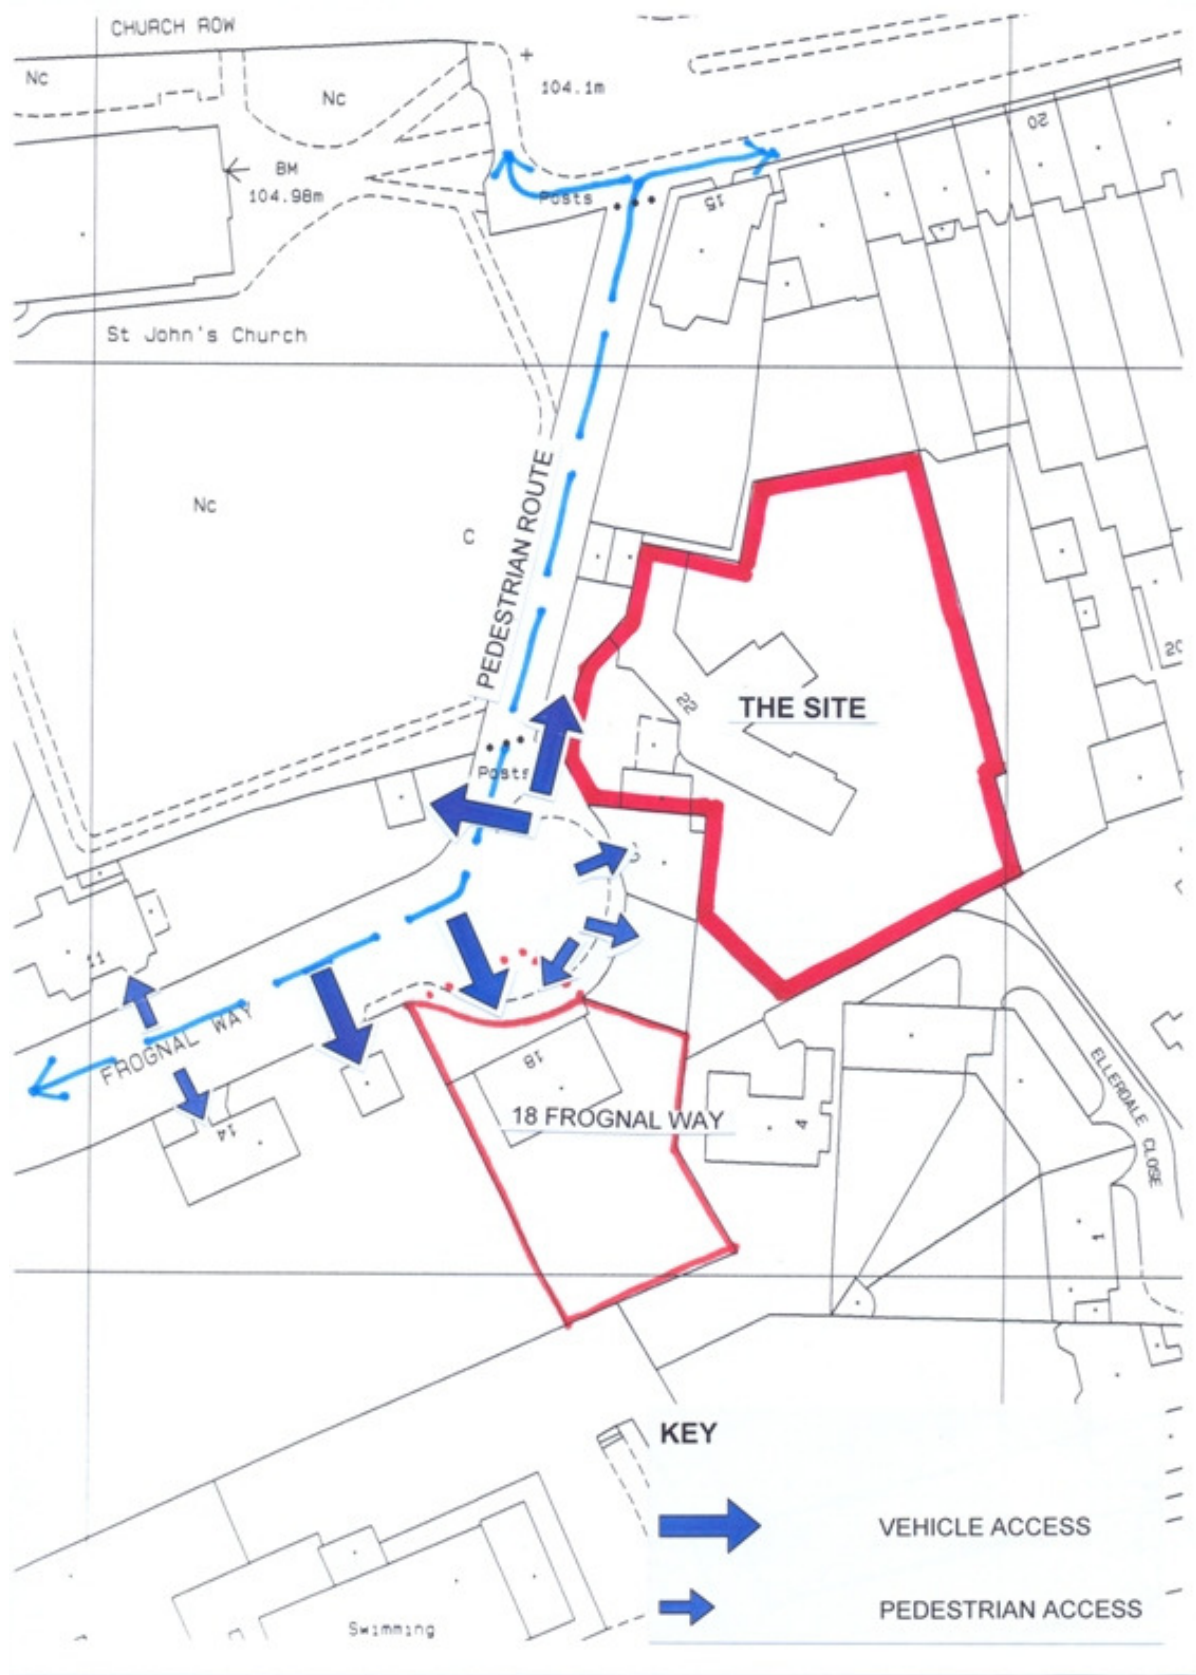 CHURCH ROW
Nc
Nc
104.1m
20
BM
104.98m
Posts
15
St John's Church
Nc
C
PEDESTRIAN ROUTE
22
THE SITE
Posts
11
FROGNAL WAY
14
18
18 FROGNAL WAY
4
ELLERDALE CLOSE
1
KEY
VEHICLE ACCESS
PEDESTRIAN ACCESS
Swimming